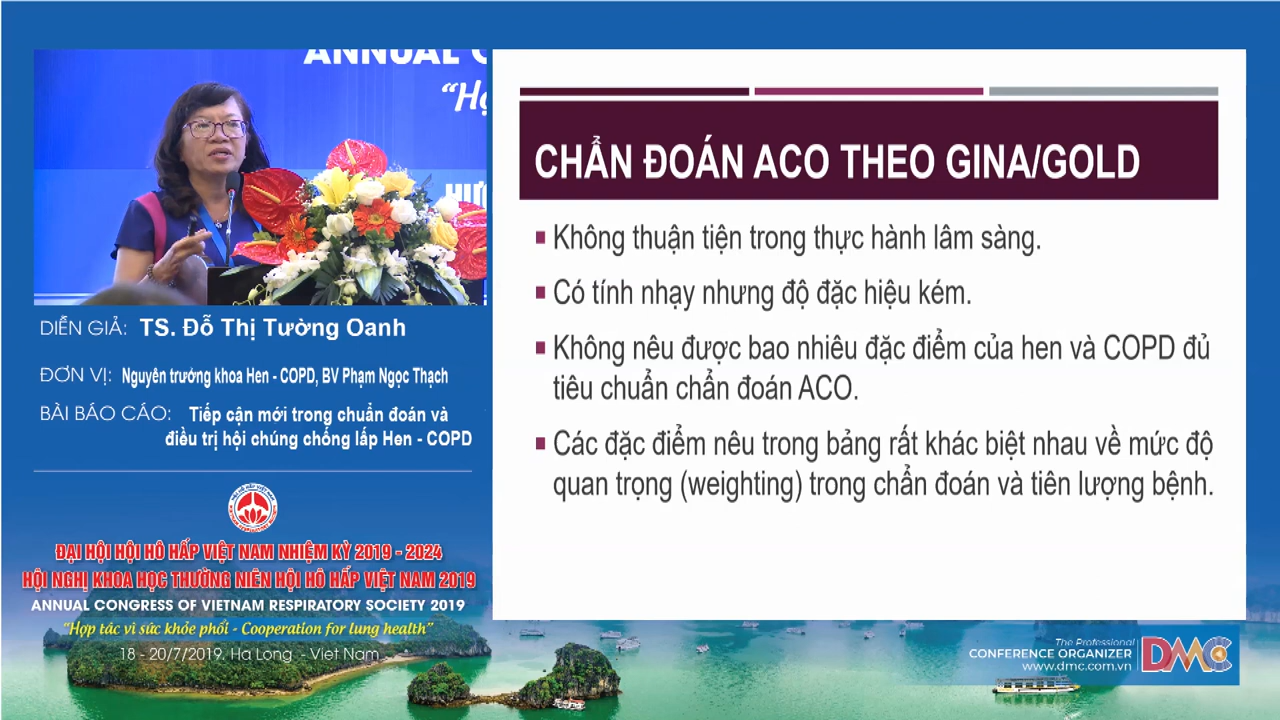 ANNUAL C
“Hợ
CHẨN ĐOÁN ACO THEO GINA/GOLD
Không thuận tiện trong thực hành lâm sàng.
Có tính nhạy nhưng độ đặc hiệu kém.
Không nêu được bao nhiêu đặc điểm của hen và COPD đủ
tiêu chuẩn chẩn đoán ACO.
Các đặc điểm nêu trong bảng rất khác biệt nhau về mức độ
quan trọng (weighting) trong chẩn đoán và tiên lượng bệnh.
DIỄN GIẢ: TS. Đỗ Thị Tường Oanh
ĐƠN VỊ: Nguyên trưởng khoa Hen - COPD, BV Phạm Ngọc Thạch
BÀI BÁO CÁO: Tiếp cận mới trong chuẩn đoán và
điều trị hội chứng chồng lấp Hen - COPD
ĐẠI HỘI HỘI HÔ HẤP VIỆT NAM NHIỆM KỲ 2019 - 2024
HỘI NGHỊ KHOA HỌC THƯỜNG NIÊN HỘI HÔ HẤP VIỆT NAM 2019
ANNUAL CONGRESS OF VIETNAM RESPIRATORY SOCIETY 2019
“Hợp tác vì sức khỏe phổi - Cooperation for lung health”
18 - 20/7/2019. Ha Long - Viet Nam
The Professional
CONFERENCE ORGANIZER
www.dmc.com.vn
DMC